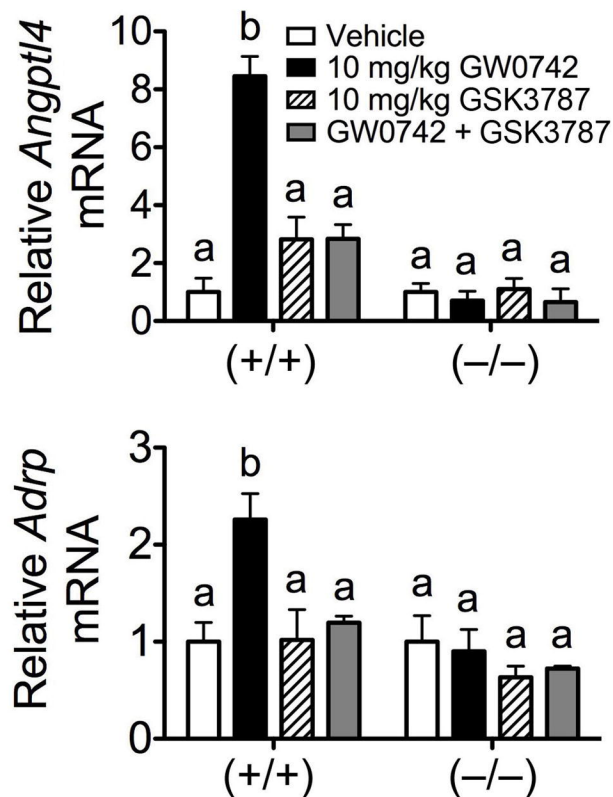 Relative Angptl4
mRNA
10
8
6
4
2
0
Vehicle
10 mg/kg GW0742
10 mg/kg GSK3787
GW0742 + GSK3787
a
b
a
a
a
a
a
a
(+/+)
(–/–)
Relative Adrp
mRNA
3
2
1
0
a
b
a
a
a
a
a
a
(+/+)
(–/–)